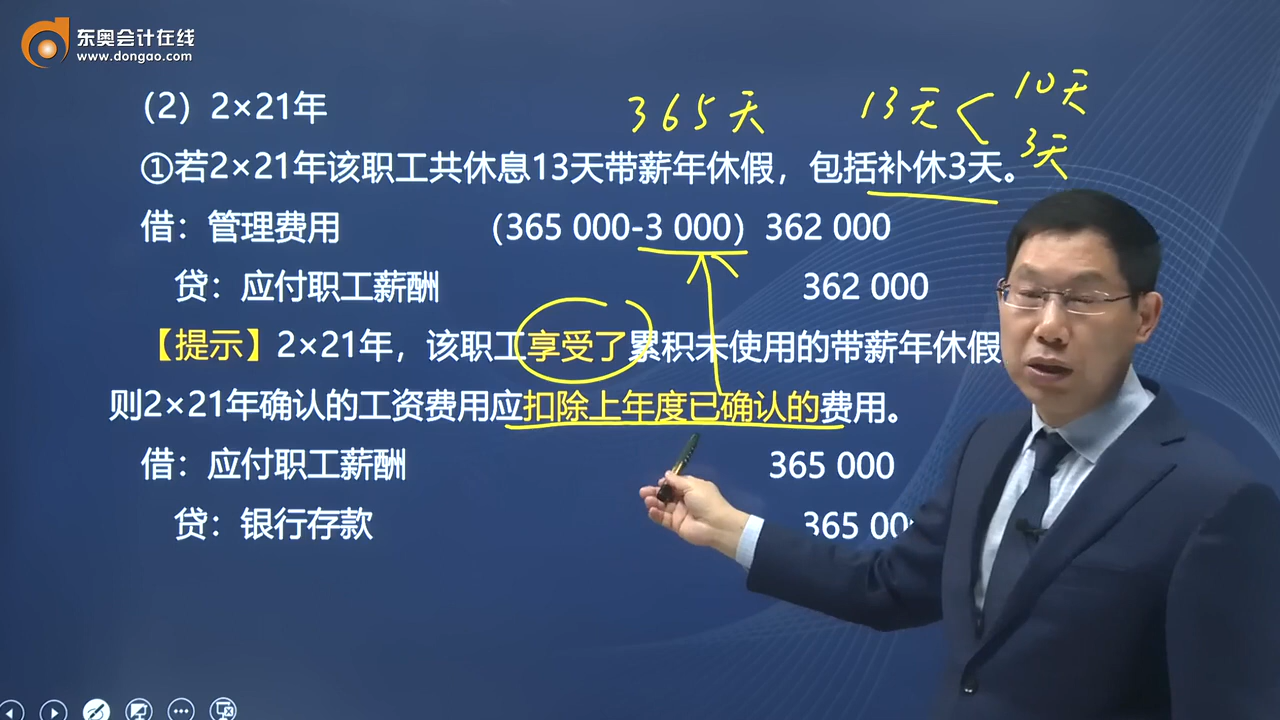 东奥会计在线
www.dongao.com
(2) 2×21年
365天 13天 10天
3天
①若2×21年该职工共休息13天带薪年休假，包括补休3天。
借：管理费用 (365 000-3 000) 362 000
贷：应付职工薪酬 362 000
【提示】2×21年，该职工享受了累积未使用的带薪年休假
则2×21年确认的工资费用应扣除上年度已确认的费用。
借：应付职工薪酬 365 000
贷：银行存款 365 00